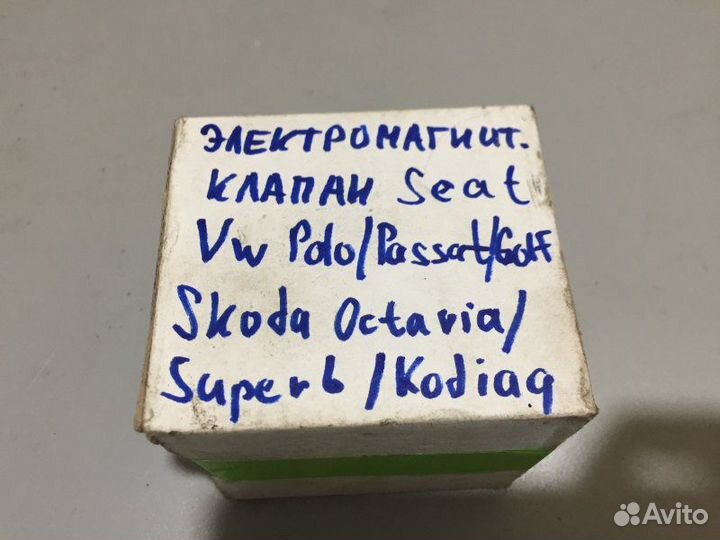 ЭЛЕКТРОМАГНИТ.
КЛАПАН Seat
Vw Polo/Passat/Golf
Skoda Octavia/
Superb/Kodiaq
Avito